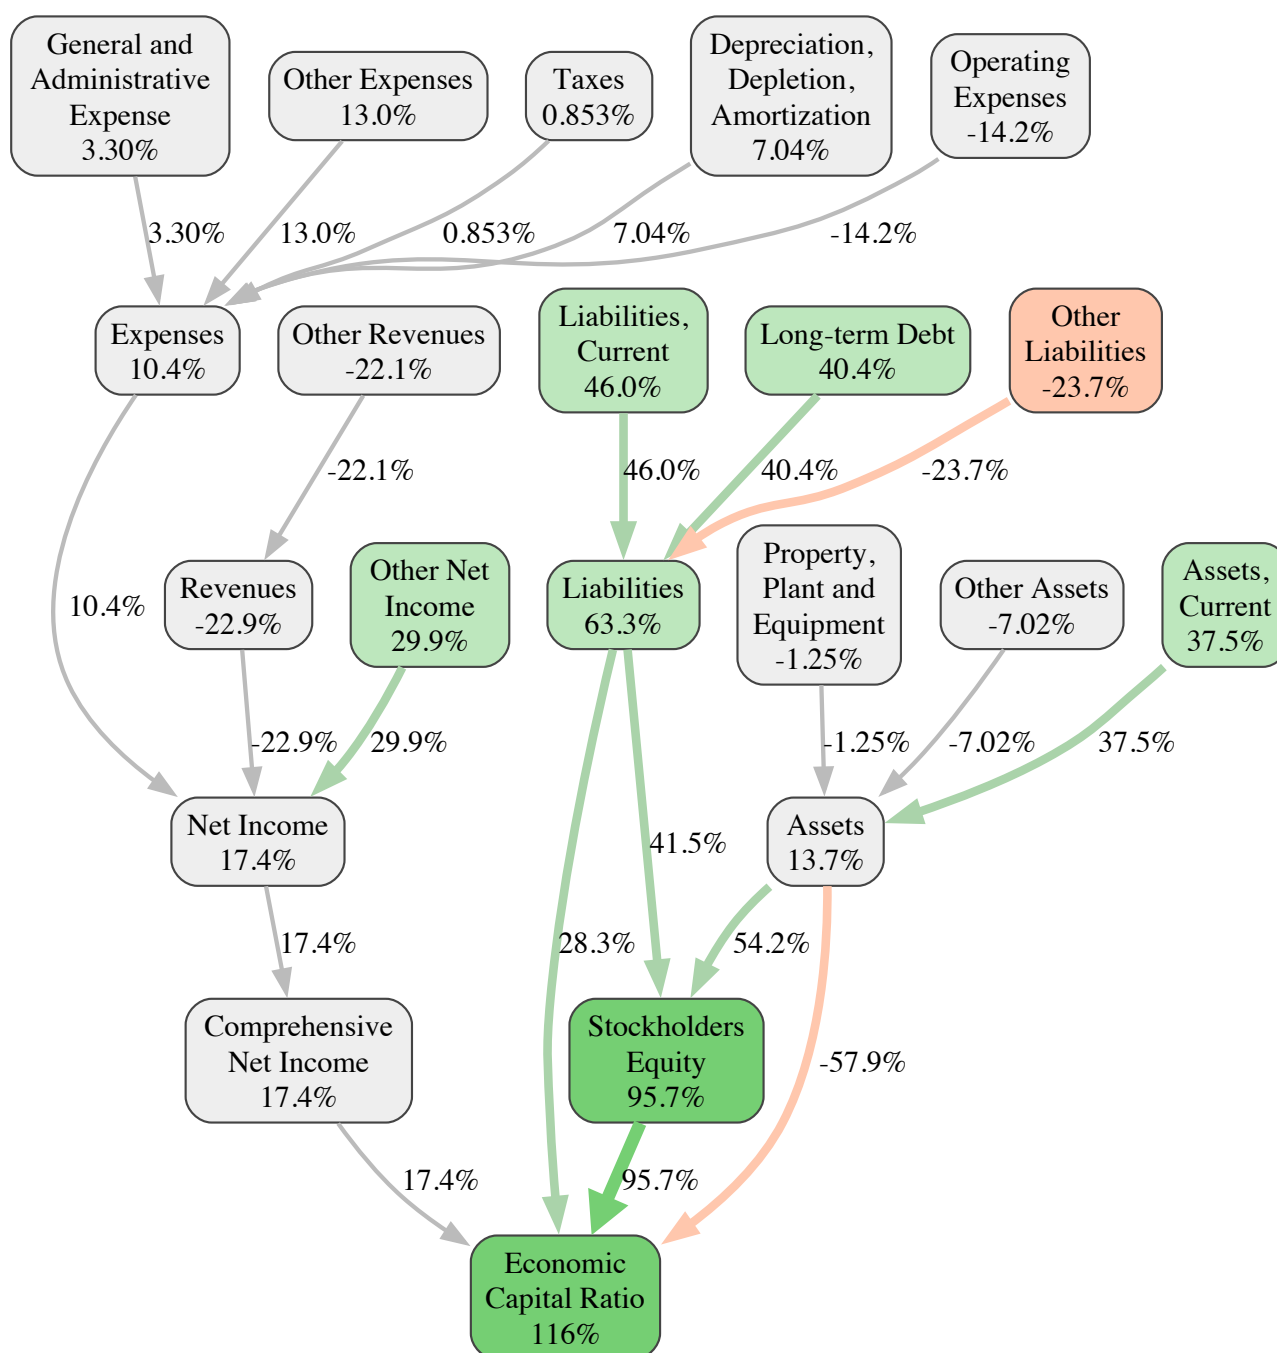 General and
Administrative
Expense
3.30%
Other Expenses
13.0%
Taxes
0.853%
Depreciation,
Depletion,
Amortization
7.04%
Operating
Expenses
-14.2%
3.30%
13.0%
0.853%
7.04%
-14.2%
Expenses
10.4%
Other Revenues
-22.1%
Liabilities,
Current
46.0%
Long-term Debt
40.4%
Other
Liabilities
-23.7%
-22.1%
46.0%
40.4%
-23.7%
10.4%
Revenues
-22.9%
Other Net
Income
29.9%
Liabilities
63.3%
Property,
Plant and
Equipment
-1.25%
Other Assets
-7.02%
Assets,
Current
37.5%
-22.9%
29.9%
-1.25%
-7.02%
37.5%
Net Income
17.4%
41.5%
Assets
13.7%
17.4%
28.3%
54.2%
Comprehensive
Net Income
17.4%
Stockholders
Equity
95.7%
-57.9%
17.4%
95.7%
Economic
Capital Ratio
116%